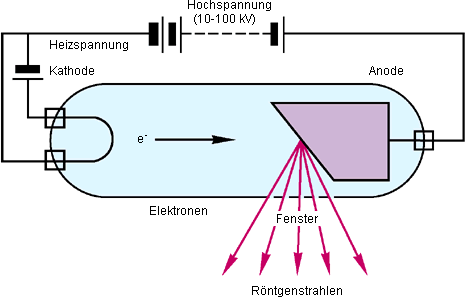 Hochspannung
(10-100 kV)
Heizspannung
Kathode
Anode
e-
Elektronen
Fenster
Röntgenstrahlen